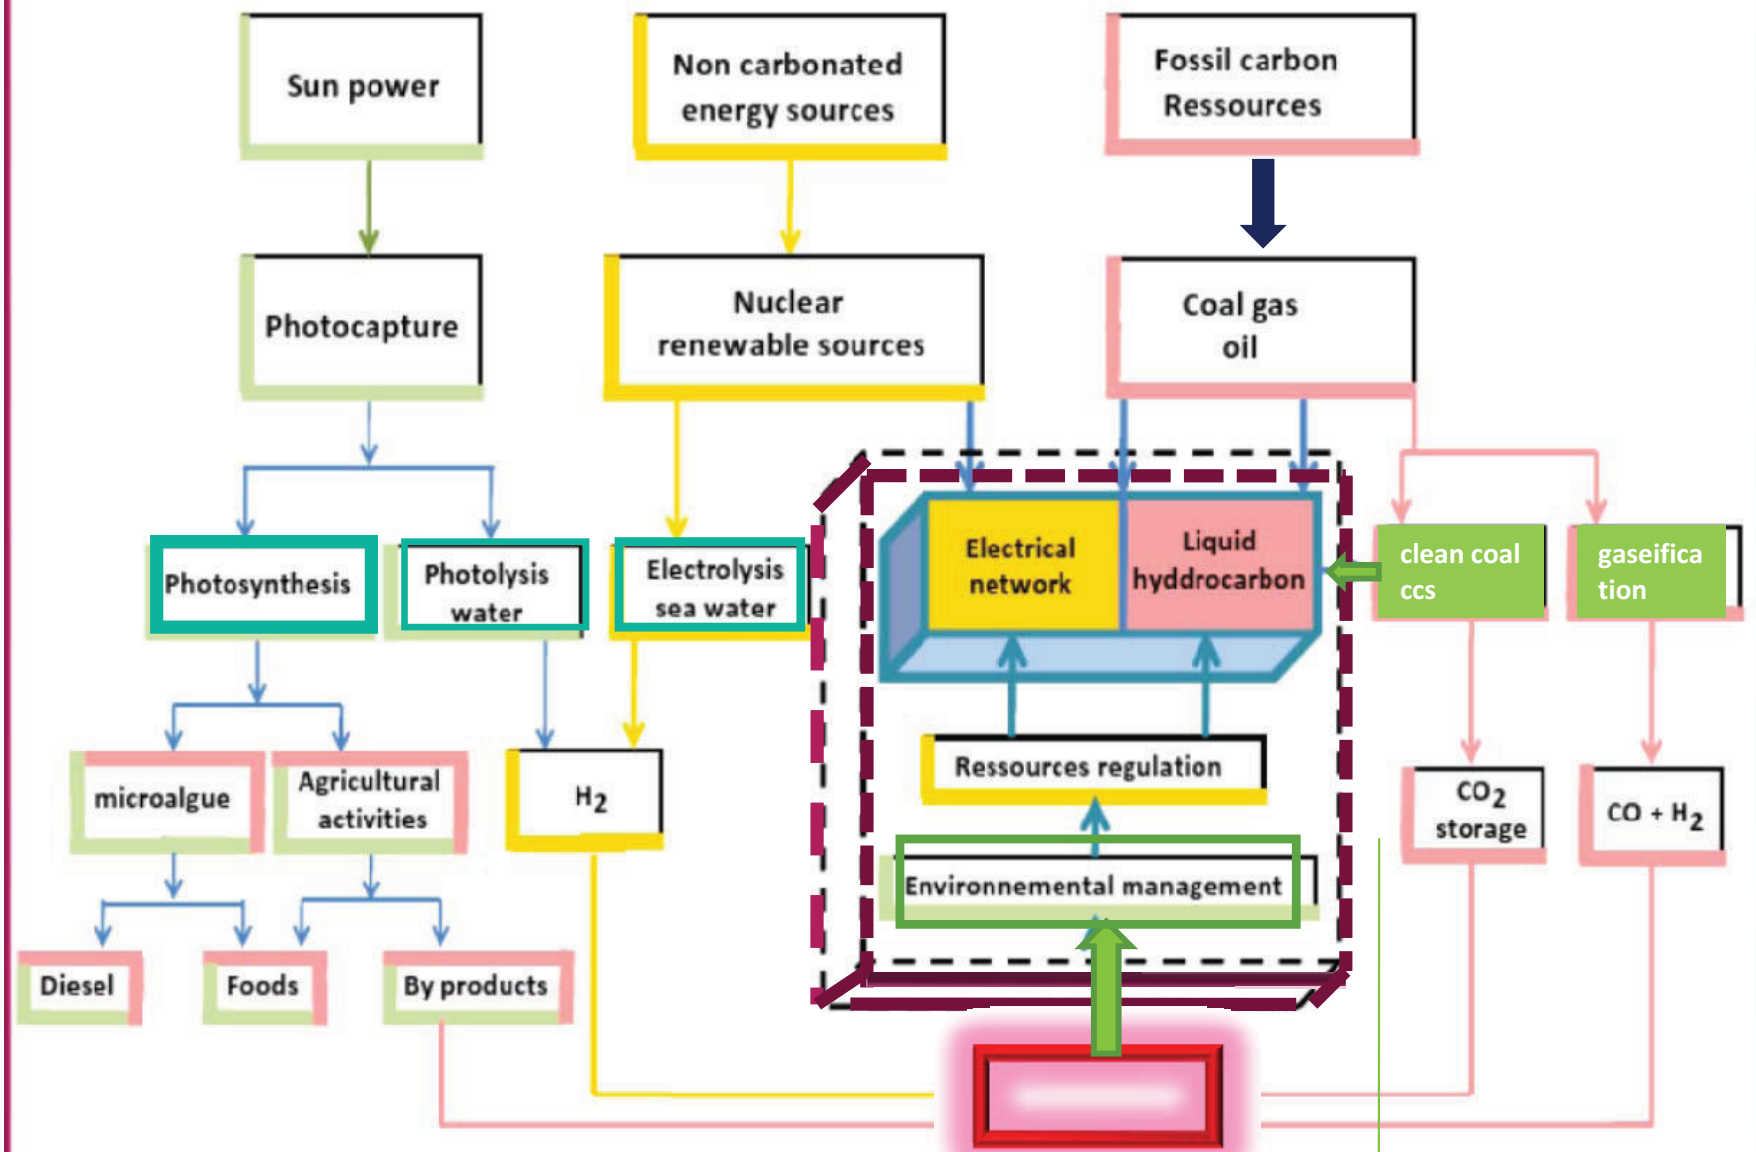 Sun power
Non carbonated
energy sources
Fossil carbon
Ressources
Photocapture
Nuclear
renewable sources
Coal gas
oil
Photosynthesis
Photolysis
water
Electrolysis
sea water
Electrical
network
Liquid
hyddrocarbon
clean coal
ccs
gaseifica
tion
microalgue
Agricultural
activities
H2
Ressources regulation
CO2
storage
CO + H2
Environnemental management
Diesel
Foods
By products